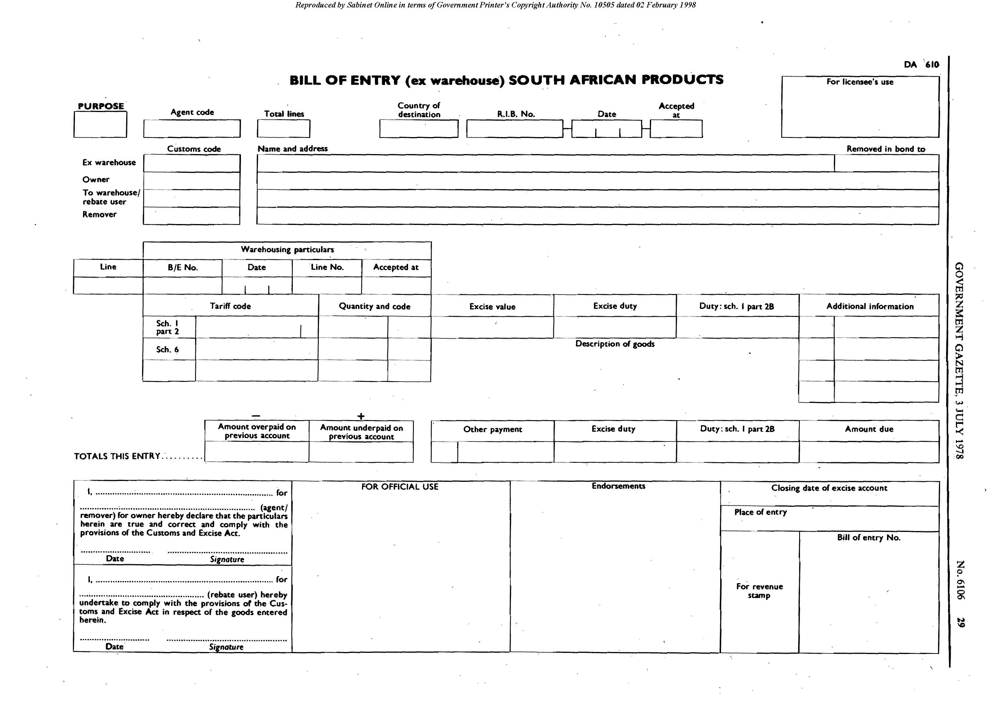 Reproduced by Sabinet Online in terms of Government Printer's Copyright Authority No. 10505 dated 02 February 1998
DA 610
BILL OF ENTRY (ex warehouse) SOUTH AFRICAN PRODUCTS
For licensee's use
PURPOSE
Agent code
Total lines
Country of
destination
R.I.B. No.
Date
Accepted
at
Customs code
Name and address
Removed in bond to
Ex warehouse
Owner
To warehouse/
rebate user
Remover
Warehousing particulars
Line
B/E No.
Date
Line No.
Accepted at
Tariff code
Quantity and code
Excise value
Excise duty
Duty: sch. 1 part 2B
Additional information
Sch. 1
part 2
Description of goods
Sch. 6
−
+
Amount overpaid on
previous account
Amount underpaid on
previous account
Other payment
Excise duty
Duty: sch. 1 part 2B
Amount due
TOTALS THIS ENTRY..........
I, .......................................................................... for
.......................................................................... (agent/
remover) for owner hereby declare that the particulars
herein are true and correct and comply with the
provisions of the Customs and Excise Act.
Date
Signature
I, .......................................................................... for
.................................................... (rebate user) hereby
undertake to comply with the provisions of the Cus-
toms and Excise Act in respect of the goods entered
herein.
Date
Signature
FOR OFFICIAL USE
Endorsements
Closing date of excise account
Place of entry
For revenue
stamp
Bill of entry No.
GOVERNMENT GAZETTE, 3 JULY 1978
No. 6106 29